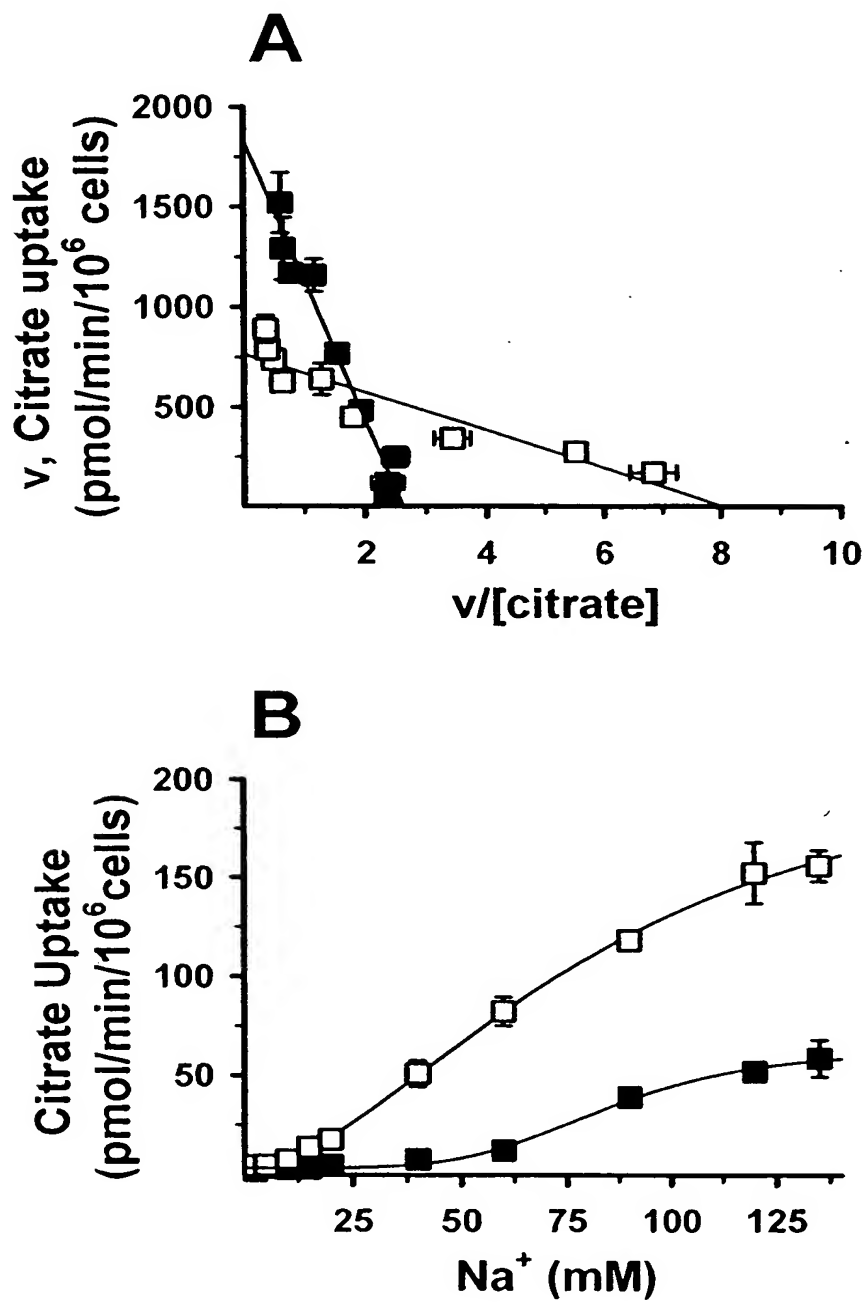 A
v, Citrate uptake
(pmol/min/10⁶ cells)
2000
1500
1000
500
2
4
6
8
10
v/[citrate]
B
Citrate Uptake
(pmol/min/10⁶cells)
200
150
100
50
25
50
75
100
125
Na⁺ (mM)